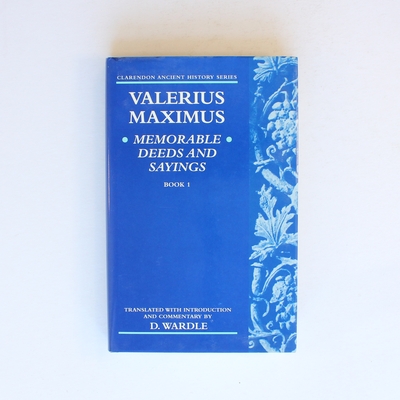 CLARENDON ANCIENT HISTORY SERIES
VALERIUS
MAXIMUS
• MEMORABLE •
DEEDS AND
SAYINGS
BOOK 1
TRANSLATED WITH INTRODUCTION
AND COMMENTARY BY
D. WARDLE